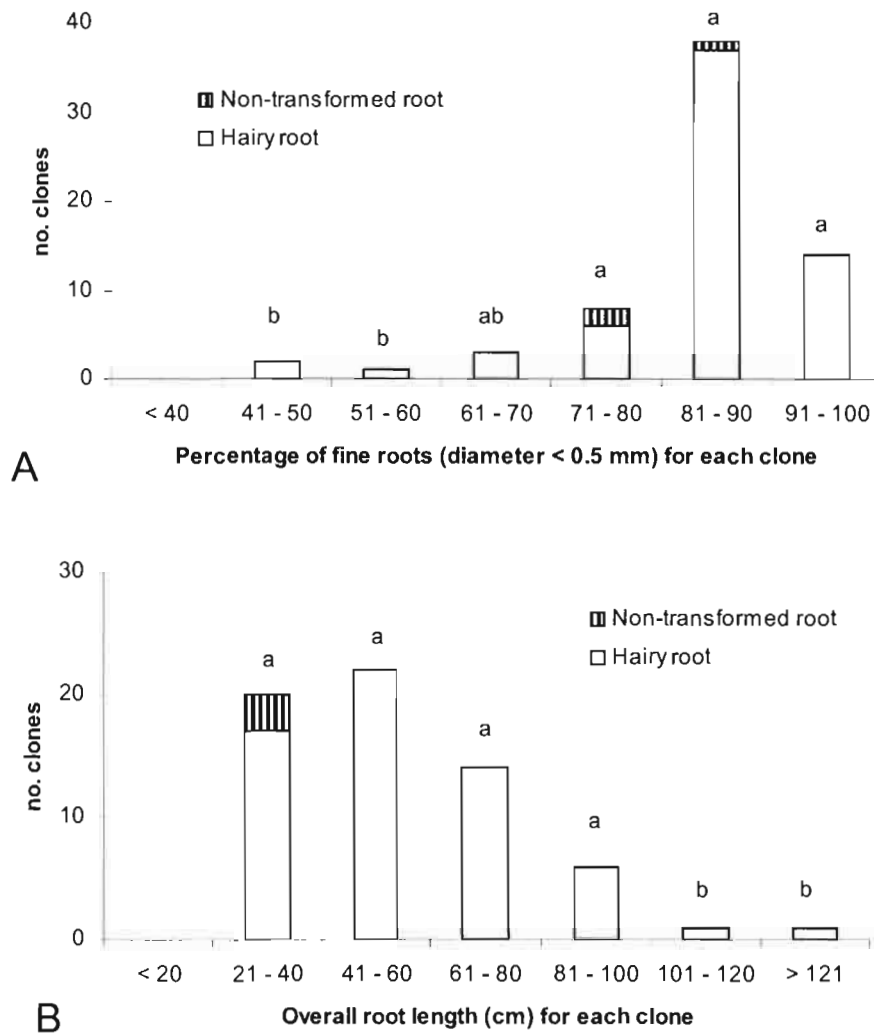 40
30
20
10
0
no. clones
Non-transformed root
Hairy root
b
b
ab
a
a
a
< 40
41 - 50
51 - 60
61 - 70
71 - 80
81 - 90
91 - 100
Percentage of fine roots (diameter < 0.5 mm) for each clone
A
30
20
10
0
no. clones
Non-transformed root
Hairy root
a
a
a
a
b
b
< 20
21 - 40
41 - 60
61 - 80
81 - 100
101 - 120
> 121
Overall root length (cm) for each clone
B